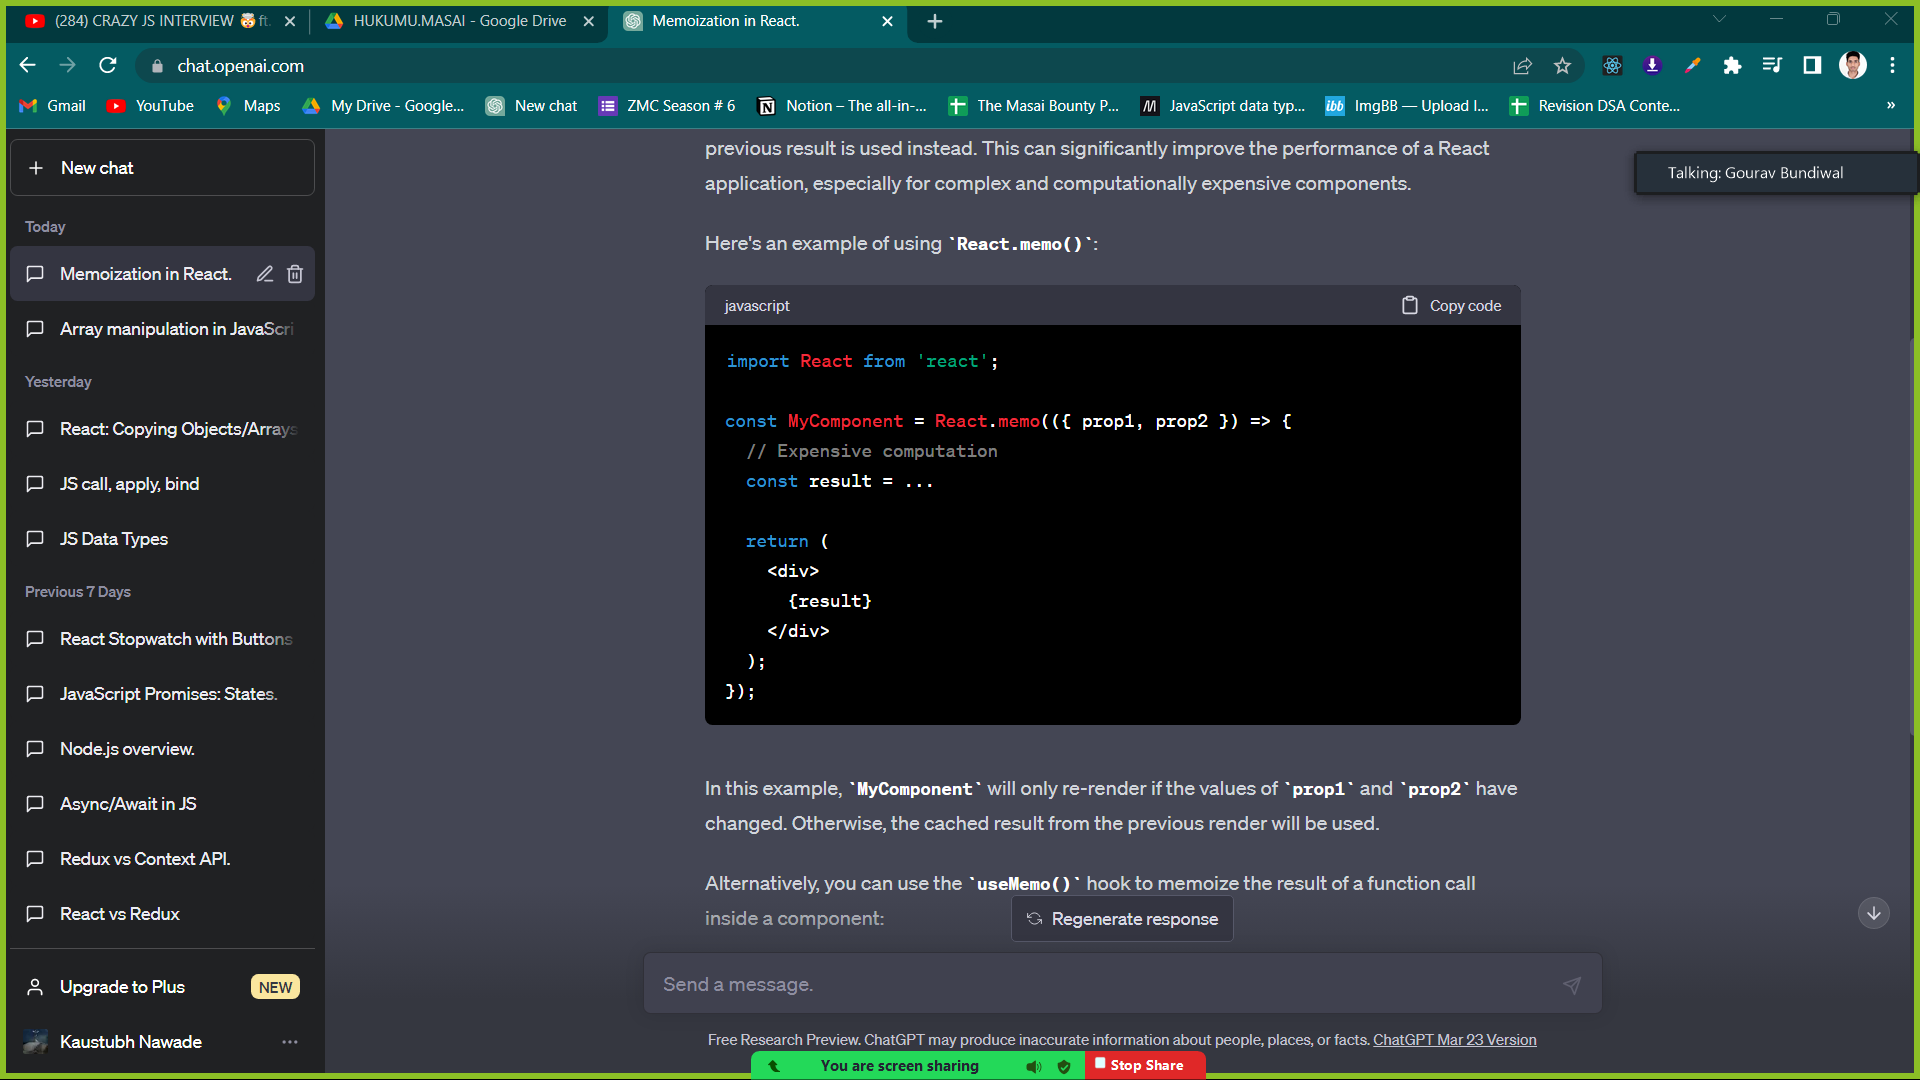 (284) CRAZY JS INTERVIEW 🤯 ft.
HUKUMU.MASAI - Google Drive
Memoization in React.
chat.openai.com
Gmail
YouTube
Maps
My Drive - Google...
New chat
ZMC Season # 6
Notion – The all-in-...
The Masai Bounty P...
JavaScript data typ...
ibb
ImgBB — Upload I...
Revision DSA Conte...
»
New chat
Today
Memoization in React.
Array manipulation in JavaScri
Yesterday
React: Copying Objects/Arrays
JS call, apply, bind
JS Data Types
Previous 7 Days
React Stopwatch with Buttons
JavaScript Promises: States.
Node.js overview.
Async/Await in JS
Redux vs Context API.
React vs Redux
Upgrade to Plus
NEW
Kaustubh Nawade
previous result is used instead. This can significantly improve the performance of a React
application, especially for complex and computationally expensive components.
Talking: Gourav Bundiwal
Here's an example of using `React.memo()`:
javascript
Copy code
import React from 'react';
const MyComponent = React.memo(({ prop1, prop2 }) => {
// Expensive computation
const result = ...
return (
<div>
{result}
</div>
);
});
In this example, `MyComponent` will only re-render if the values of `prop1` and `prop2` have
changed. Otherwise, the cached result from the previous render will be used.
Alternatively, you can use the `useMemo()` hook to memoize the result of a function call
inside a component:
Regenerate response
Send a message.
Free Research Preview. ChatGPT may produce inaccurate information about people, places, or facts. ChatGPT Mar 23 Version
You are screen sharing
Stop Share